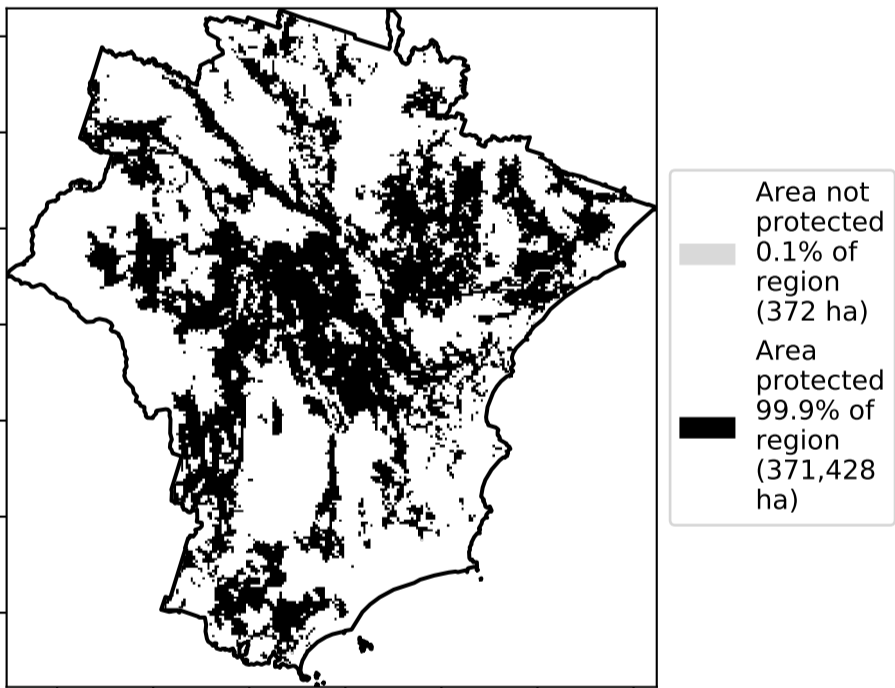 Area not
protected
0.1% of
region
(372 ha)
Area
protected
99.9% of
region
(371,428
ha)